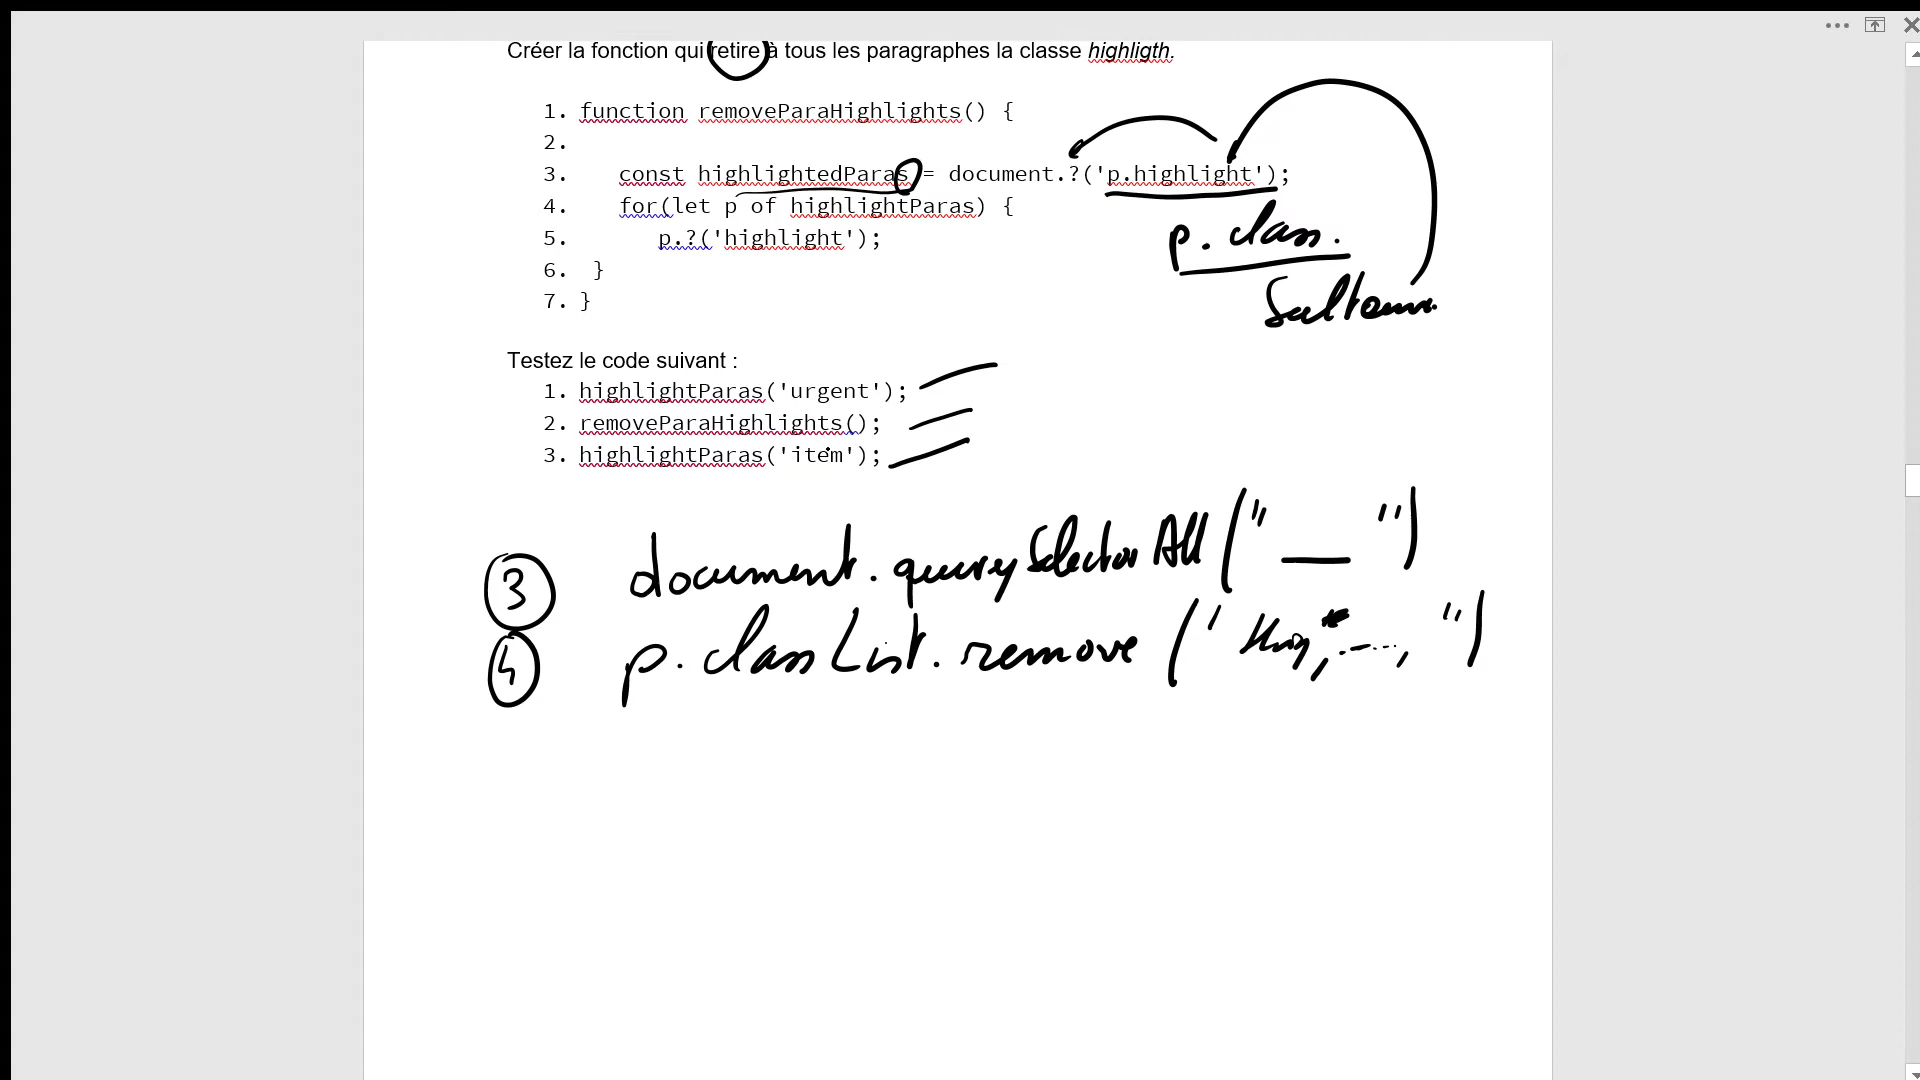 Créer la fonction qui retire à tous les paragraphes la classe highligth.
1. function removeParaHighlights() {
2.
3. const highlightedParas = document.?('p.highlight');
4. for(let p of highlightParas) {
5. p.?('highlight');
6. }
7. }
p. class.
Testez le code suivant :
1. highlightParas('urgent');
2. removeParaHighlights();
3. highlightParas('item');
3 document.querySelectorAll("__")
4 p.classList.remove(" , ...., ")